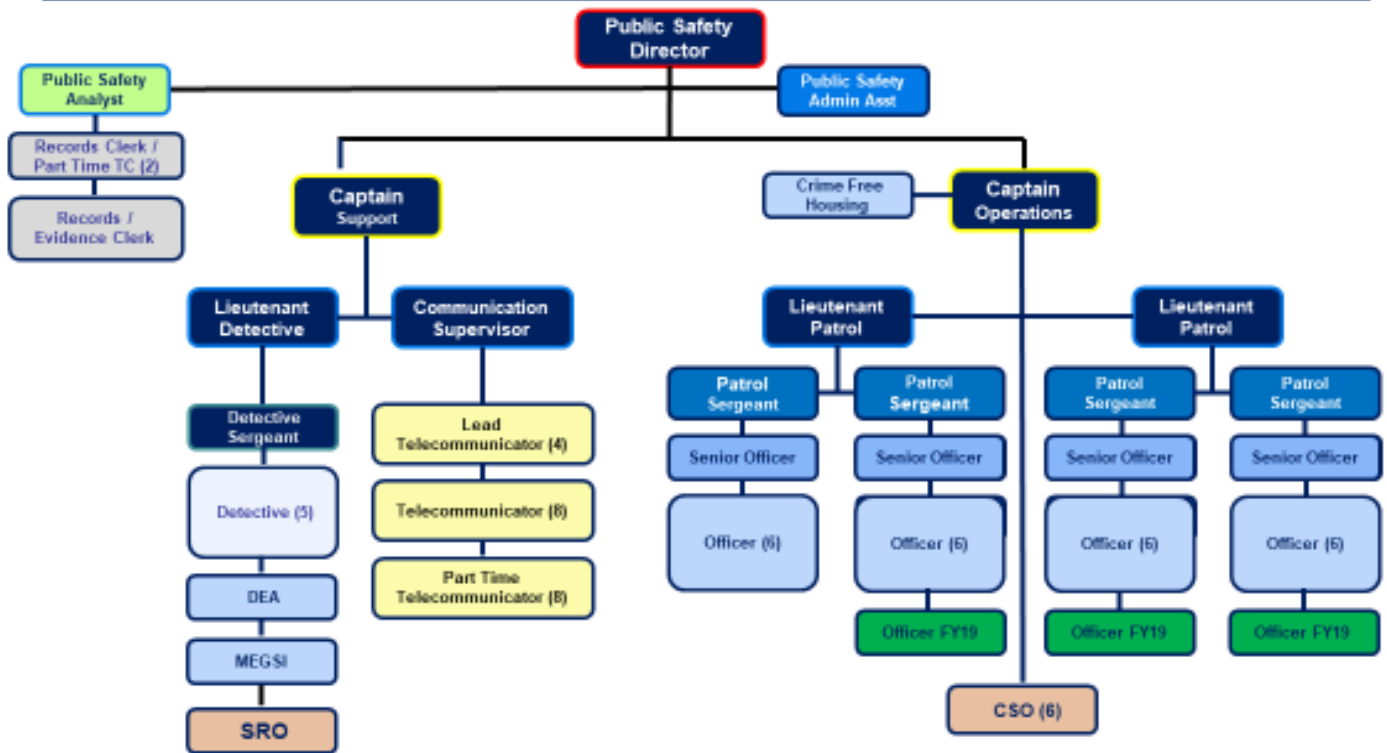 Public Safety
Director
Public Safety
Analyst
Public Safety
Admin Asst
Records Clerk /
Part Time TC (2)
Records /
Evidence Clerk
Captain
Support
Crime Free
Housing
Captain
Operations
Lieutenant
Detective
Communication
Supervisor
Lieutenant
Patrol
Lieutenant
Patrol
Detective
Sergeant
Detective (5)
DEA
MEGSI
SRO
Lead
Telecommunicator (4)
Telecommunicator (8)
Part Time
Telecommunicator (8)
Patrol
Sergeant
Senior Officer
Officer (6)
Patrol
Sergeant
Senior Officer
Officer (6)
Officer FY19
Patrol
Sergeant
Senior Officer
Officer (6)
Officer FY19
Patrol
Sergeant
Senior Officer
Officer (6)
Officer FY19
CSO (6)